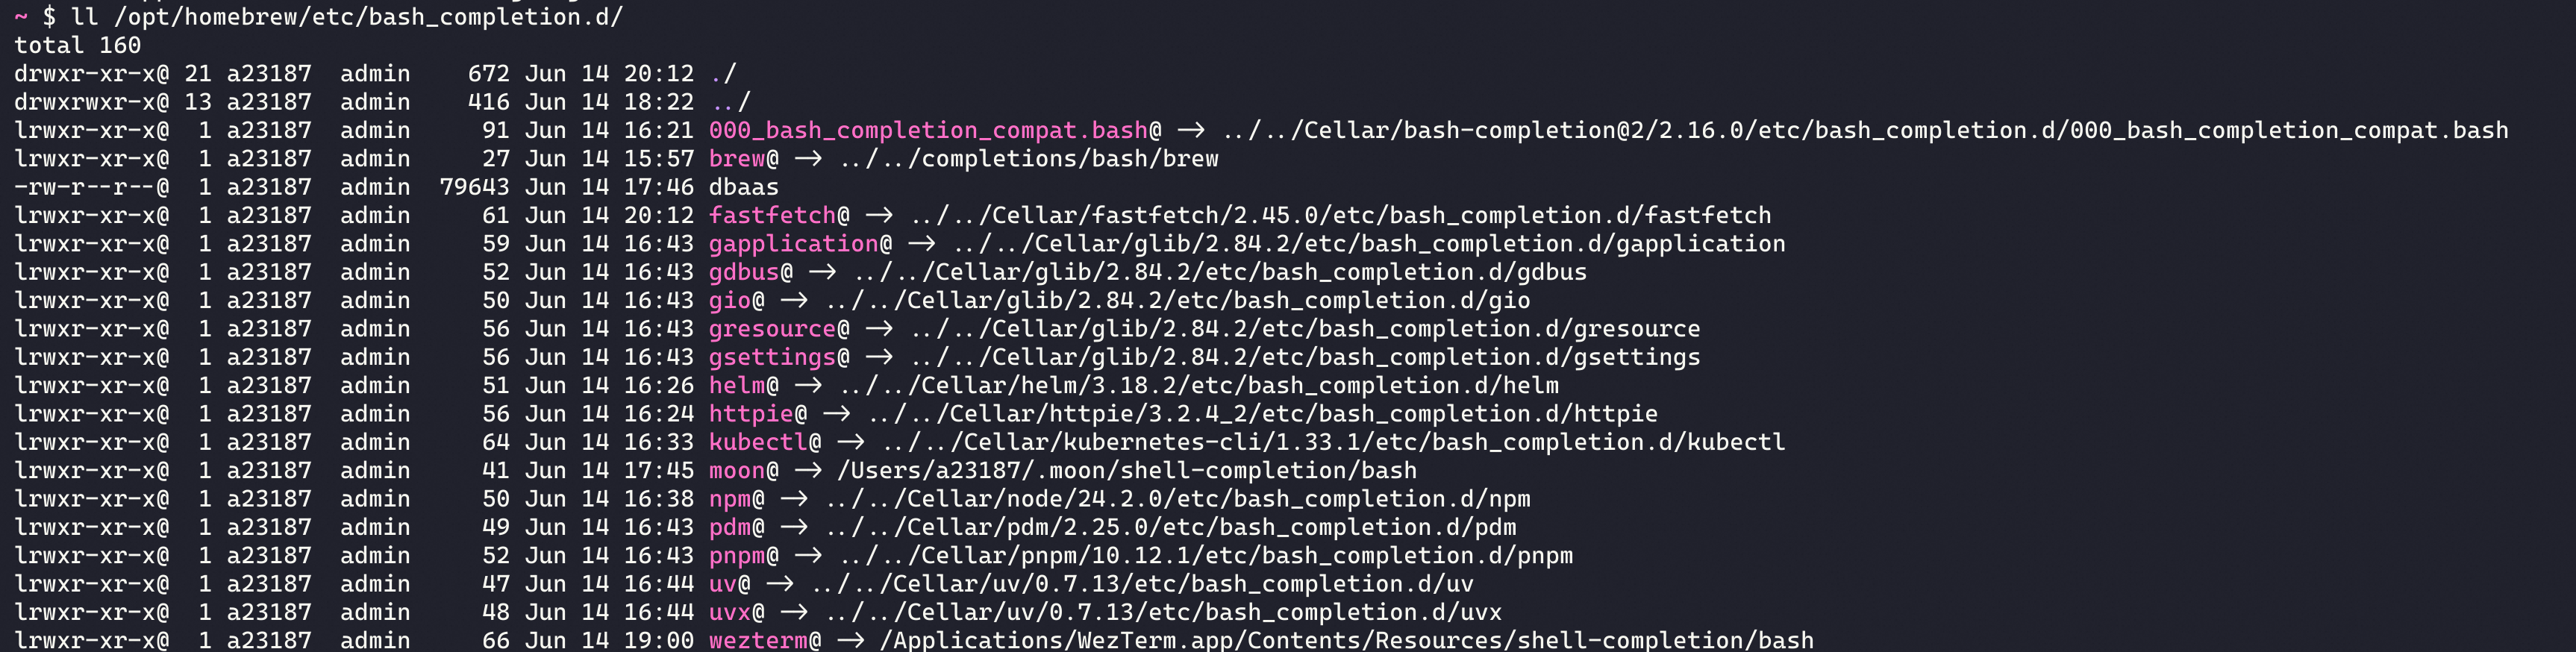 ~ $ ll /opt/homebrew/etc/bash_completion.d/
total 160
drwxr-xr-x@ 21 a23187  admin    672 Jun 14 20:12 ./
drwxrwxr-x@ 13 a23187  admin    416 Jun 14 18:22 ../
lrwxr-xr-x@  1 a23187  admin     91 Jun 14 16:21 000_bash_completion_compat.bash@ -> ../../Cellar/bash-completion@2/2.16.0/etc/bash_completion.d/000_bash_completion_compat.bash
lrwxr-xr-x@  1 a23187  admin     27 Jun 14 15:57 brew@ -> ../../completions/bash/brew
-rw-r--r--@  1 a23187  admin  79643 Jun 14 17:46 dbaas
lrwxr-xr-x@  1 a23187  admin     61 Jun 14 20:12 fastfetch@ -> ../../Cellar/fastfetch/2.45.0/etc/bash_completion.d/fastfetch
lrwxr-xr-x@  1 a23187  admin     59 Jun 14 16:43 gapplication@ -> ../../Cellar/glib/2.84.2/etc/bash_completion.d/gapplication
lrwxr-xr-x@  1 a23187  admin     52 Jun 14 16:43 gdbus@ -> ../../Cellar/glib/2.84.2/etc/bash_completion.d/gdbus
lrwxr-xr-x@  1 a23187  admin     50 Jun 14 16:43 gio@ -> ../../Cellar/glib/2.84.2/etc/bash_completion.d/gio
lrwxr-xr-x@  1 a23187  admin     56 Jun 14 16:43 gresource@ -> ../../Cellar/glib/2.84.2/etc/bash_completion.d/gresource
lrwxr-xr-x@  1 a23187  admin     56 Jun 14 16:43 gsettings@ -> ../../Cellar/glib/2.84.2/etc/bash_completion.d/gsettings
lrwxr-xr-x@  1 a23187  admin     51 Jun 14 16:26 helm@ -> ../../Cellar/helm/3.18.2/etc/bash_completion.d/helm
lrwxr-xr-x@  1 a23187  admin     56 Jun 14 16:24 httpie@ -> ../../Cellar/httpie/3.2.4_2/etc/bash_completion.d/httpie
lrwxr-xr-x@  1 a23187  admin     64 Jun 14 16:33 kubectl@ -> ../../Cellar/kubernetes-cli/1.33.1/etc/bash_completion.d/kubectl
lrwxr-xr-x@  1 a23187  admin     41 Jun 14 17:45 moon@ -> /Users/a23187/.moon/shell-completion/bash
lrwxr-xr-x@  1 a23187  admin     50 Jun 14 16:38 npm@ -> ../../Cellar/node/24.2.0/etc/bash_completion.d/npm
lrwxr-xr-x@  1 a23187  admin     49 Jun 14 16:43 pdm@ -> ../../Cellar/pdm/2.25.0/etc/bash_completion.d/pdm
lrwxr-xr-x@  1 a23187  admin     52 Jun 14 16:43 pnpm@ -> ../../Cellar/pnpm/10.12.1/etc/bash_completion.d/pnpm
lrwxr-xr-x@  1 a23187  admin     47 Jun 14 16:44 uv@ -> ../../Cellar/uv/0.7.13/etc/bash_completion.d/uv
lrwxr-xr-x@  1 a23187  admin     48 Jun 14 16:44 uvx@ -> ../../Cellar/uv/0.7.13/etc/bash_completion.d/uvx
lrwxr-xr-x@  1 a23187  admin     66 Jun 14 19:00 wezterm@ -> /Applications/WezTerm.app/Contents/Resources/shell-completion/bash